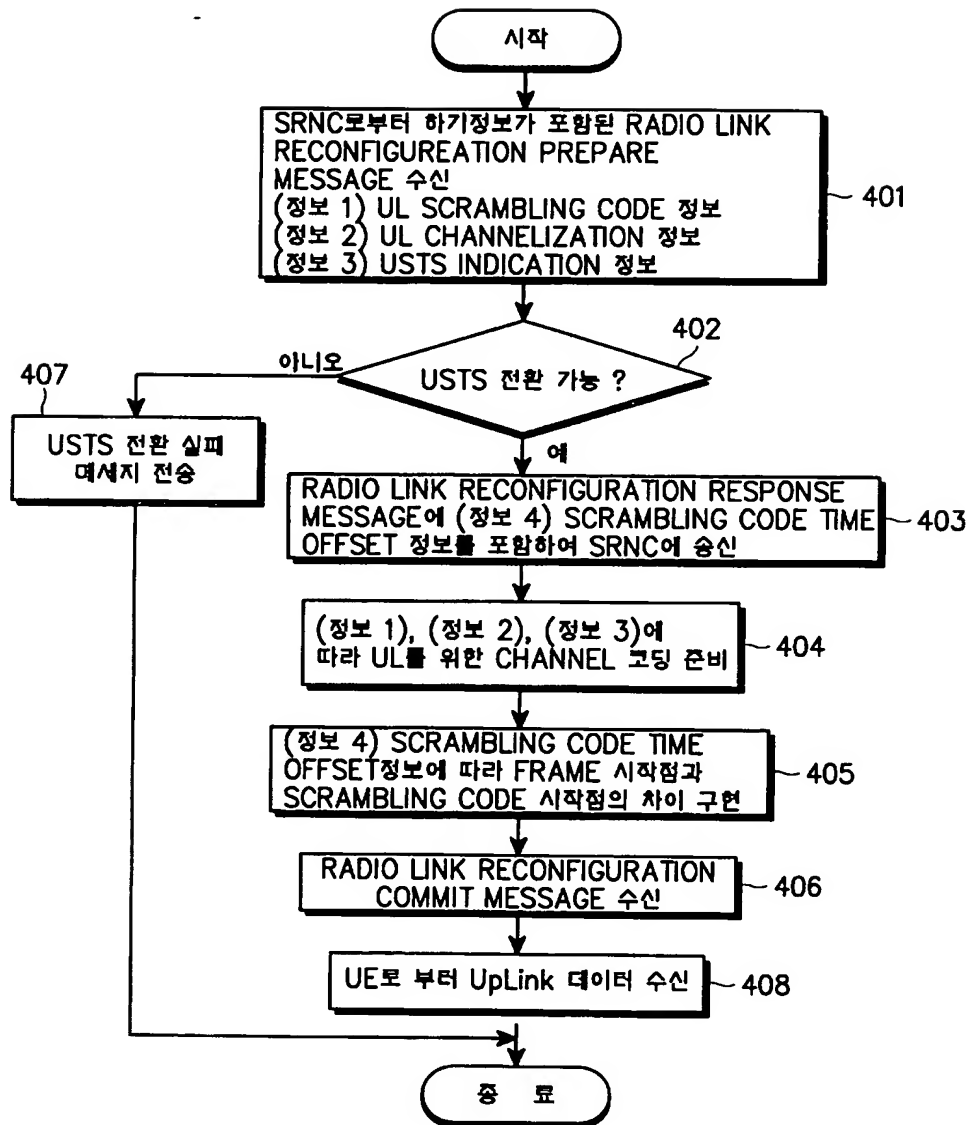 시작
SRNC로부터 하기정보가 포함된 RADIO LINK
RECONFIGUREATION PREPARE
MESSAGE 수신
(정보 1) UL SCRAMBLING CODE 정보
(정보 2) UL CHANNELIZATION 정보
(정보 3) USTS INDICATION 정보
401
402
USTS 전환 가능 ?
아니오
407
USTS 전환 실패
메세지 전송
예
RADIO LINK RECONFIGURATION RESPONSE
MESSAGE에 (정보 4) SCRAMBLING CODE TIME
OFFSET 정보를 포함하여 SRNC에 송신
403
(정보 1), (정보 2), (정보 3)에
따라 UL를 위한 CHANNEL 코딩 준비
404
(정보 4) SCRAMBLING CODE TIME
OFFSET정보에 따라 FRAME 시작점과
SCRAMBLING CODE 시작점의 차이 구현
405
RADIO LINK RECONFIGURATION
COMMIT MESSAGE 수신
406
UE로 부터 UpLink 데이터 수신
408
종 료